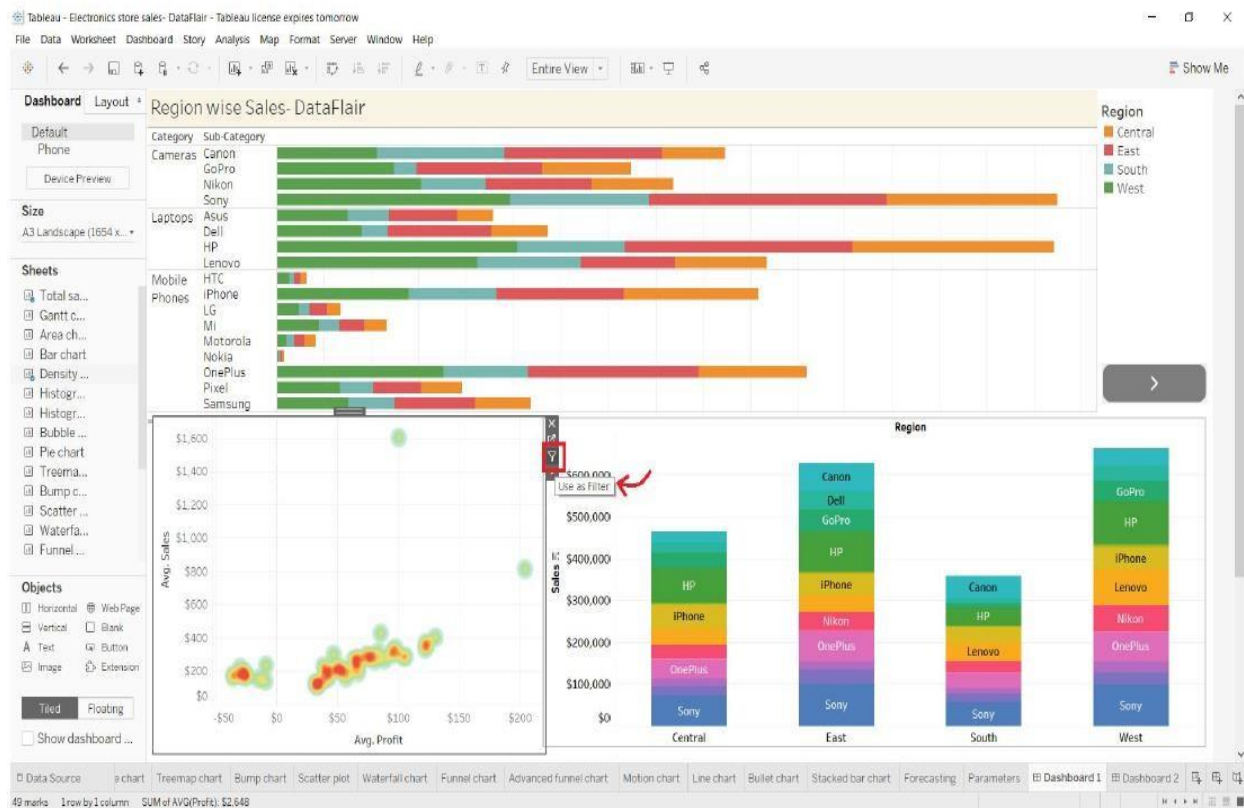 Tableau - Electronics store sales- DataFlair - Tableau license expires tomorrow
File Data Worksheet Dashboard Story Analysis Map Format Server Window Help
Entire View
Show Me
Dashboard Layout
Default
Phone
Device Preview
Size
A3 Landscape (1654 x...
Sheets
Total sa...
Gantt c...
Area ch...
Bar chart
Density ...
Histogr...
Histogr...
Bubble ...
Pie chart
Treema...
Bump c...
Scatter ...
Waterfa...
Funnel ...
Objects
Horizontal Web Page
Vertical Blank
A Text Button
Image Extension
Tiled Floating
Show dashboard ...
Region wise Sales- DataFlair
Category Sub-Category
Cameras Canon
GoPro
Nikon
Sony
Laptops Asus
Dell
HP
Lenovo
Mobile Phones HTC
iPhone
LG
Mi
Motorola
Nokia
OnePlus
Pixel
Samsung
Region
Central
East
South
West
$1,600
$1,400
$1,200
$1,000
$800
$600
$400
$200
$0
Avg. Sales
-$50 $0 $50 $100 $150 $200
Avg. Profit
Use as Filter
Region
$600,000
$500,000
$400,000
$300,000
$200,000
$100,000
$0
Sales
HP
iPhone
OnePlus
Sony
Central
Canon
Dell
GoPro
HP
iPhone
Nikon
OnePlus
Sony
East
Canon
HP
Lenovo
Sony
South
GoPro
HP
iPhone
Lenovo
Nikon
OnePlus
Sony
West
Data Source e chart Treemap chart Bump chart Scatter plot Waterfall chart Funnel chart Advanced funnel chart Motion chart Line chart Bullet chart Stacked bar chart Forecasting Parameters Dashboard 1 Dashboard 2
49 marks 1 row by 1 column SUM of AVG(Profit): $2,648